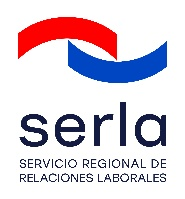 serla
SERVICIO REGIONAL DE
RELACIONES LABORALES